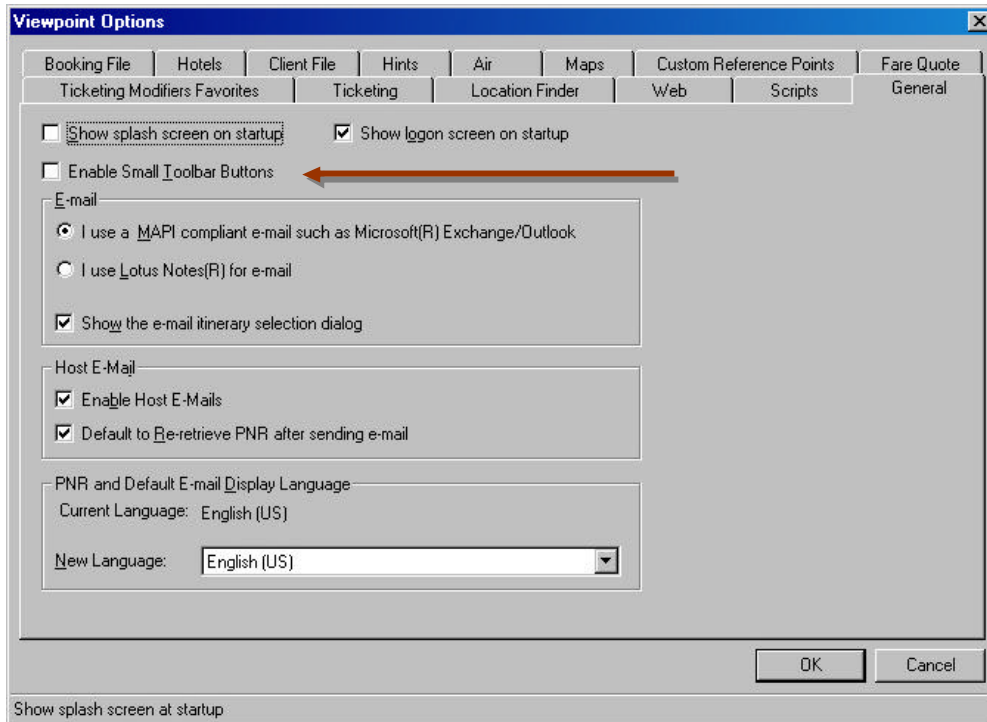 Viewpoint Options
Booking File Hotels Client File Hints Air Maps Custom Reference Points Fare Quote
Ticketing Modifiers Favorites Ticketing Location Finder Web Scripts General
Show splash screen on startup Show logon screen on startup
Enable Small Toolbar Buttons
E-mail
I use a MAPI compliant e-mail such as Microsoft(R) Exchange/Outlook
I use Lotus Notes(R) for e-mail
Show the e-mail itinerary selection dialog
Host E-Mail
Enable Host E-Mails
Default to Re-retrieve PNR after sending e-mail
PNR and Default E-mail Display Language
Current Language: English (US)
New Language: English (US)
OK Cancel
Show splash screen at startup